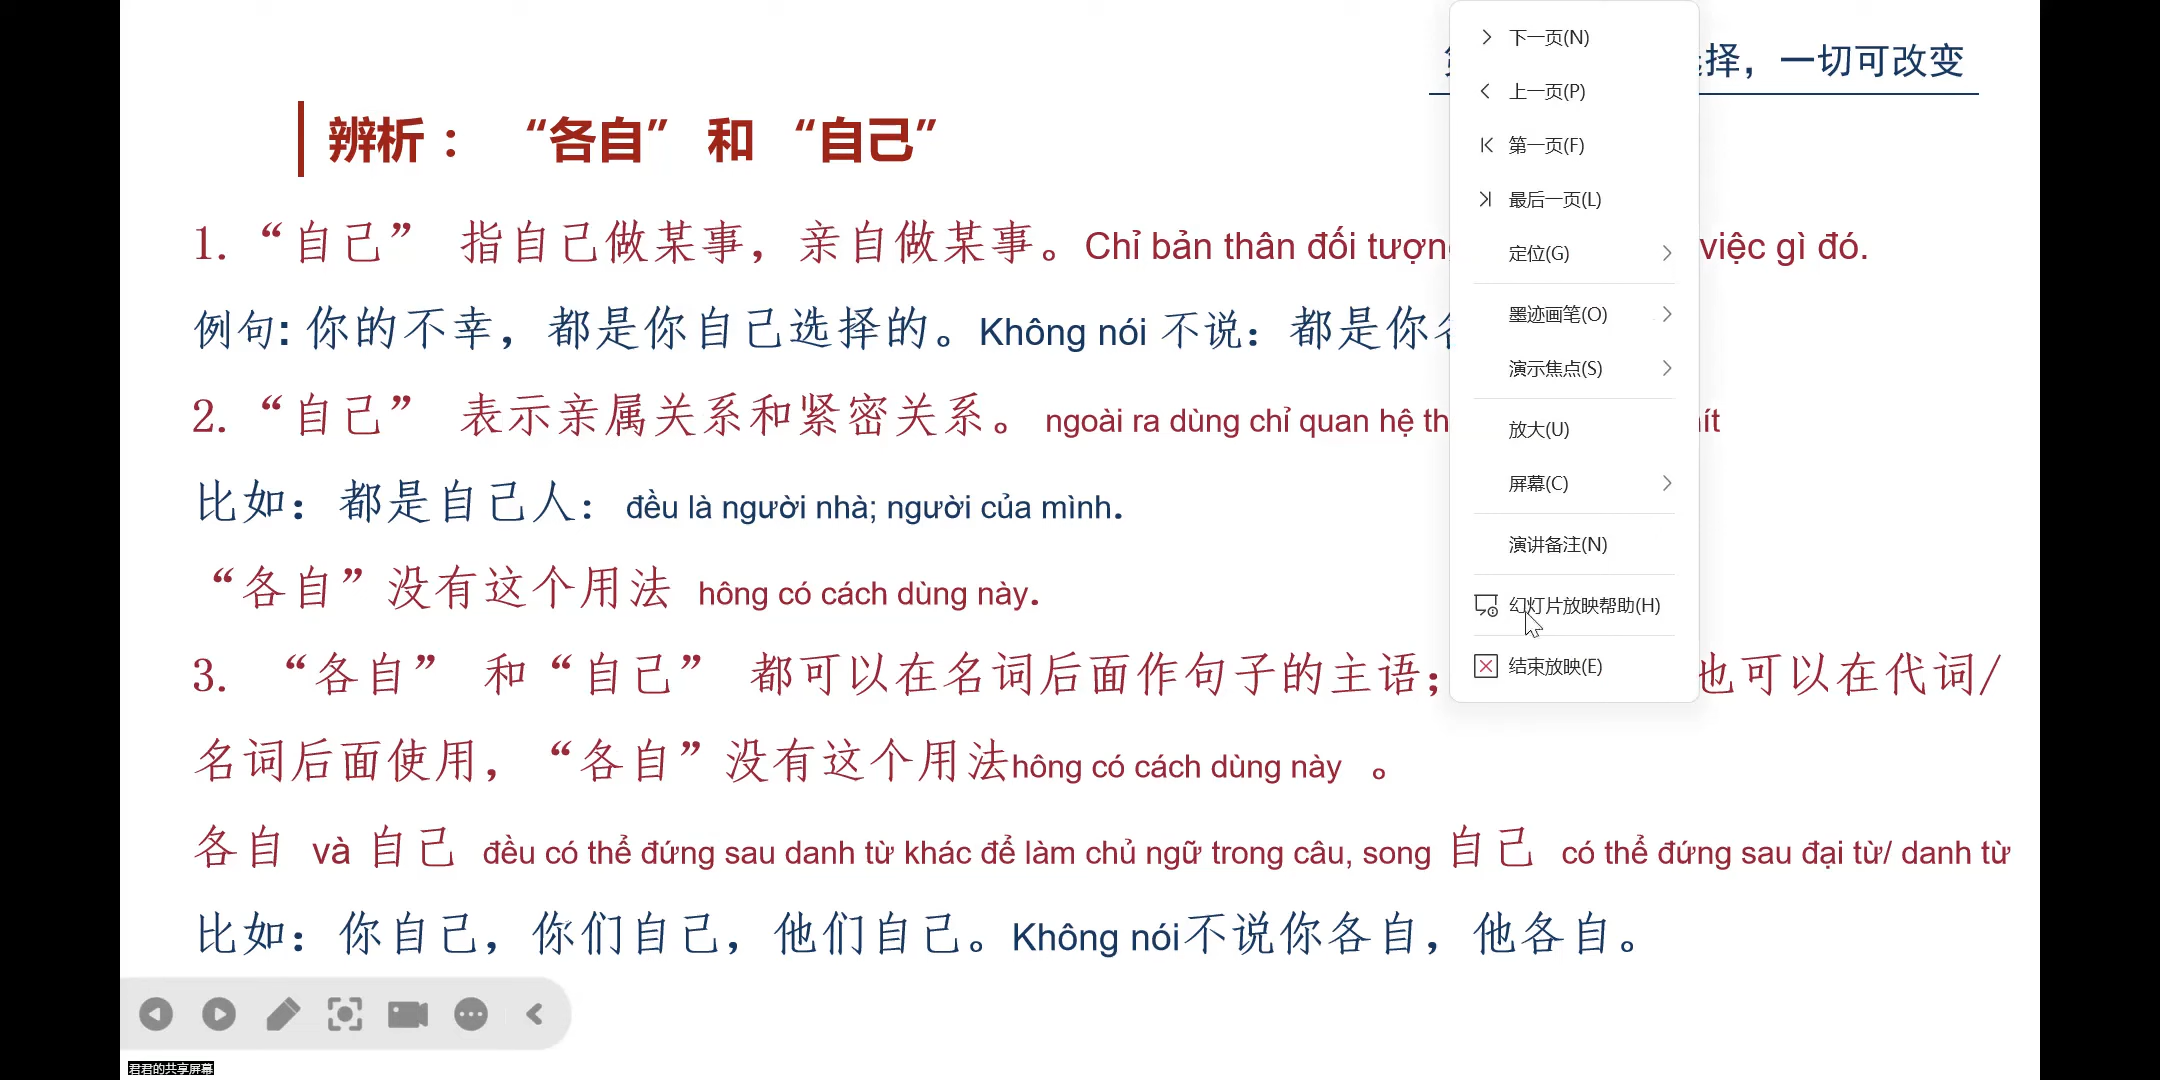 择，一切可改变
辨析： “各自” 和 “自己”
1. “自己” 指自己做某事，亲自做某事。Chỉ bản thân đối tượng việc gì đó.
例句: 你的不幸，都是你自己选择的。Không nói 不说：都是你
2. “自己” 表示亲属关系和紧密关系。 ngoài ra dùng chỉ quan hệ
比如：都是自己人： đều là người nhà; người của mình.
“各自”没有这个用法 hông có cách dùng này.
3. “各自” 和“自己” 都可以在名词后面作句子的主语； 也可以在代词/
名词后面使用，“各自”没有这个用法hông có cách dùng này 。
各自 và 自己 đều có thể đứng sau danh từ khác để làm chủ ngữ trong câu, song 自己 có thể đứng sau đại từ/ danh từ
比如：你自己，你们自己，他们自己。Không nói不说你各自，他各自。
下一页(N)
上一页(P)
第一页(F)
最后一页(L)
定位(G)
墨迹画笔(O)
演示焦点(S)
放大(U)
屏幕(C)
演讲备注(N)
幻灯片放映帮助(H)
结束放映(E)
君君的共享屏幕